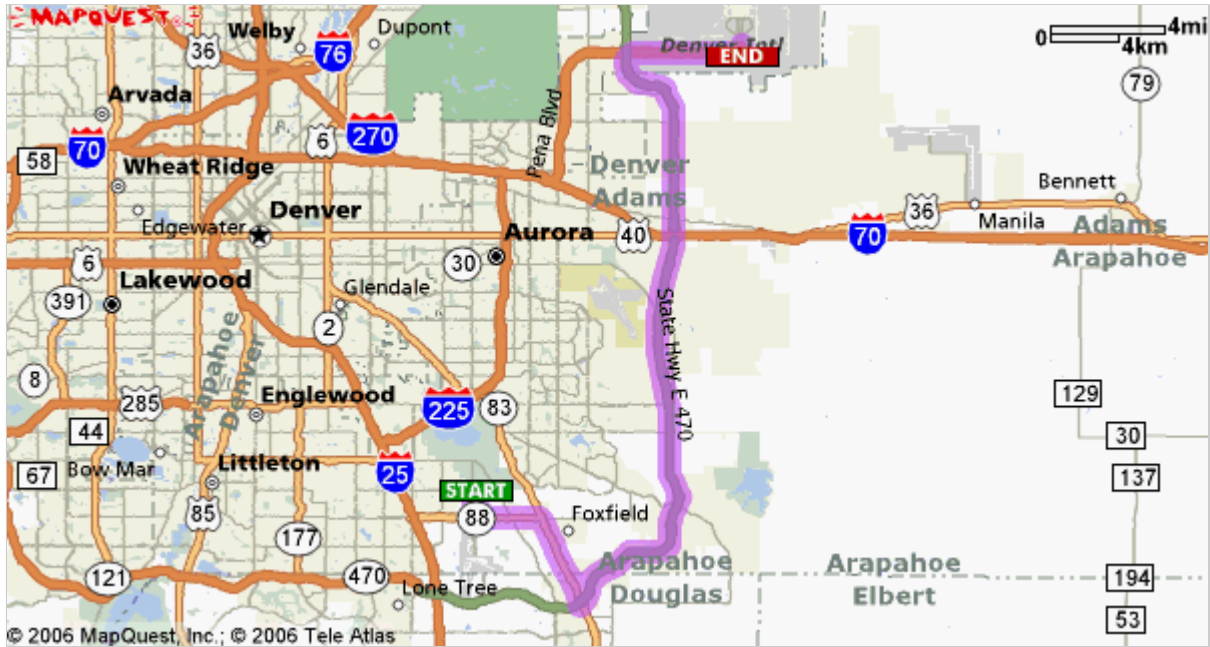 MAPQUEST
36
Welby
76
Dupont
Denver Intl
END
0
4mi
4km
79
Arvada
70
58
6
270
Pena Blvd
Wheat Ridge
Denver
Adams
Bennett
Edgewater
Denver
Aurora
40
36
70
Manila
Adams
Arapahoe
6
30
391
Lakewood
Glendale
2
State Hwy E 470
Arapahoe
Denver
8
285
Englewood
225
83
129
44
30
67
Bow Mar
Littleton
25
START
88
137
85
Foxfield
177
121
470
Lone Tree
Arapahoe
Douglas
Arapahoe
Elbert
194
53
© 2006 MapQuest, Inc.; © 2006 Tele Atlas